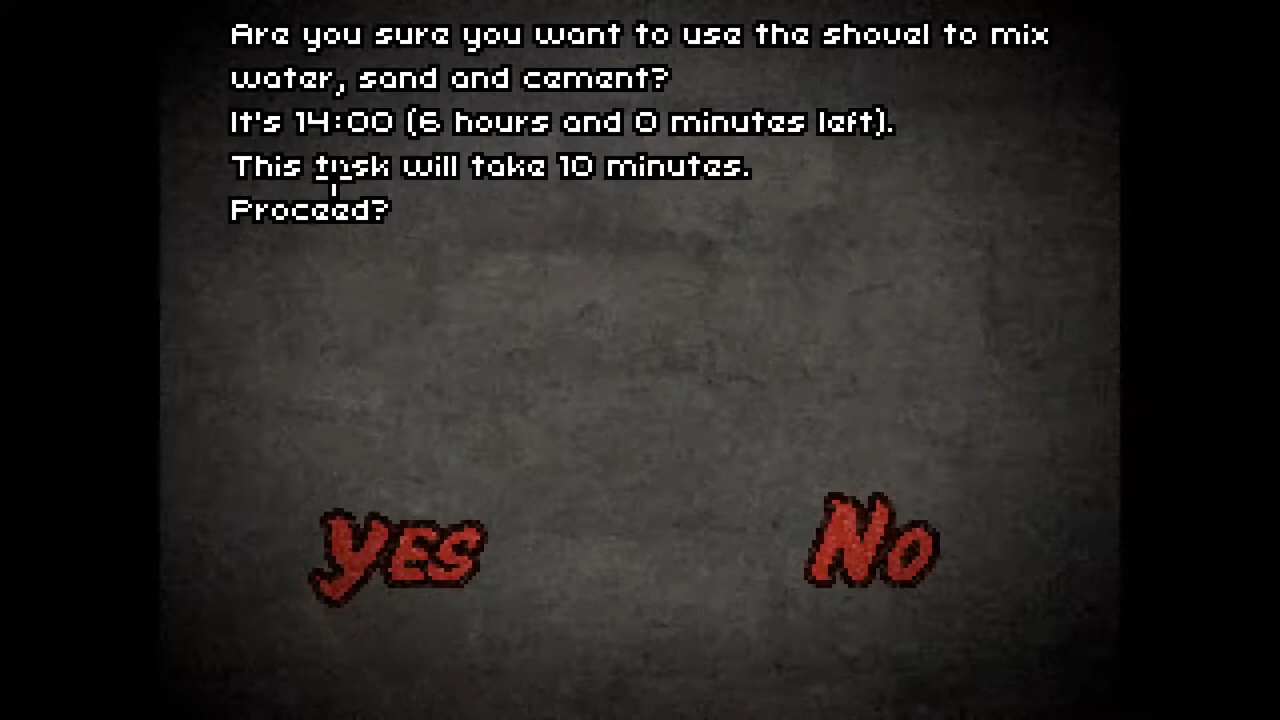 Are you sure you want to use the shovel to mix
water, sand and cement?
It's 14:00 (6 hours and 0 minutes left).
This task will take 10 minutes.
Proceed?
Yes No